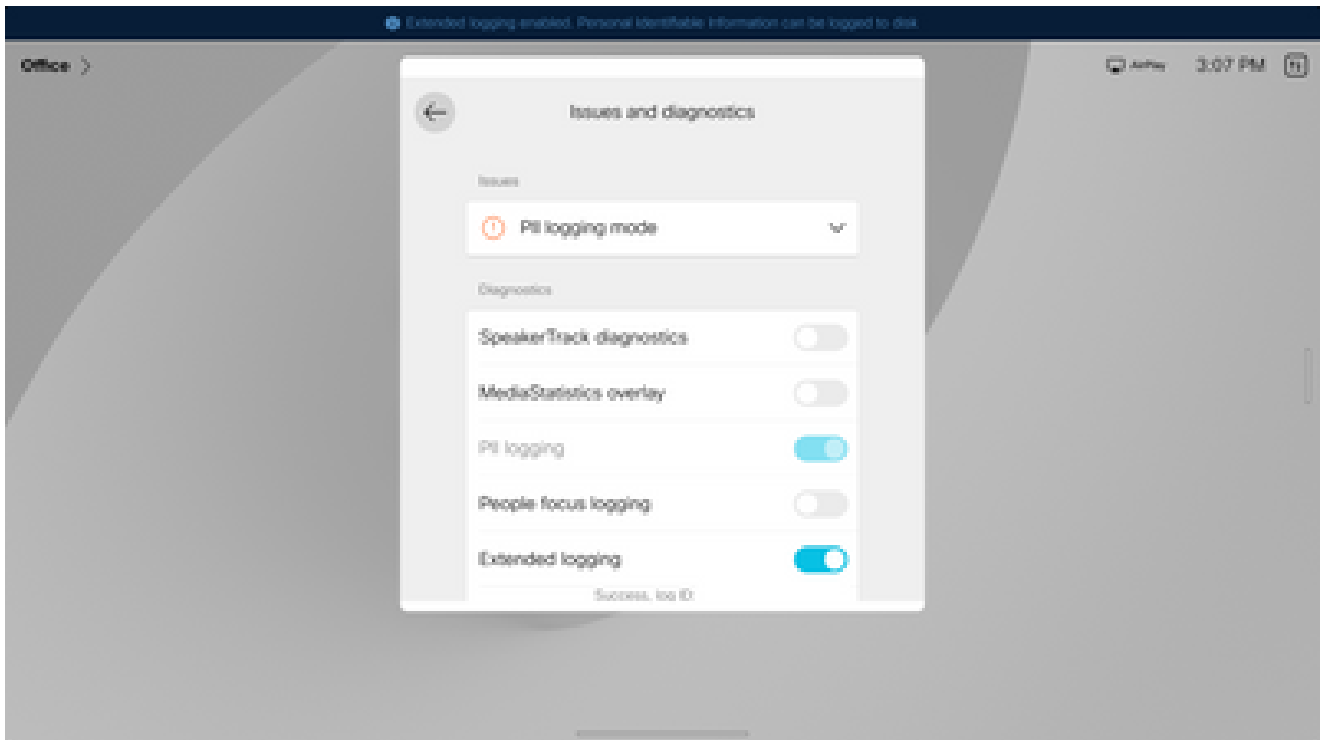 Extended logging enabled. Personal Identifiable Information can be logged to disk
Office
AirPlay
3:07 PM
Issues and diagnostics
Issues
PII logging mode
Diagnostics
SpeakerTrack diagnostics
MediaStatistics overlay
PII logging
People focus logging
Extended logging
Success, log ID: